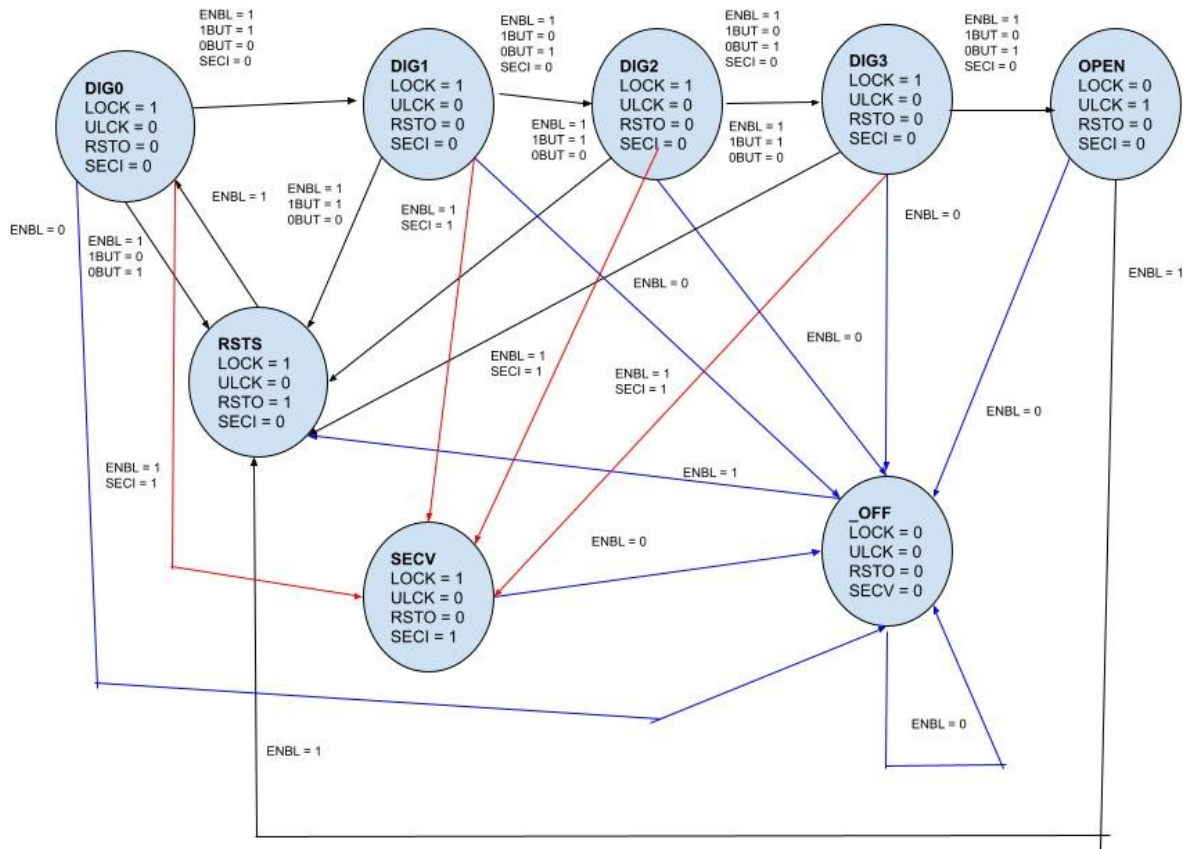 ENBL = 1
1BUT = 1
0BUT = 0
SECI = 0
ENBL = 1
1BUT = 0
0BUT = 1
SECI = 0
ENBL = 1
1BUT = 0
0BUT = 1
SECI = 0
ENBL = 1
1BUT = 0
0BUT = 1
SECI = 0
DIG0
LOCK = 1
ULCK = 0
RSTO = 0
SECI = 0
DIG1
LOCK = 1
ULCK = 0
RSTO = 0
SECI = 0
DIG2
LOCK = 1
ULCK = 0
RSTO = 0
SECI = 0
DIG3
LOCK = 1
ULCK = 0
RSTO = 0
SECI = 0
OPEN
LOCK = 0
ULCK = 1
RSTO = 0
SECI = 0
ENBL = 0
ENBL = 1
1BUT = 0
0BUT = 1
ENBL = 1
ENBL = 1
1BUT = 1
0BUT = 0
ENBL = 1
SECI = 1
ENBL = 1
1BUT = 1
0BUT = 0
ENBL = 1
1BUT = 1
0BUT = 0
ENBL = 0
ENBL = 1
ENBL = 0
RSTS
LOCK = 1
ULCK = 0
RSTO = 1
SECI = 0
ENBL = 1
SECI = 1
ENBL = 0
ENBL = 1
SECI = 1
ENBL = 0
ENBL = 1
SECI = 1
ENBL = 1
SECV
LOCK = 1
ULCK = 0
RSTO = 0
SECI = 1
ENBL = 0
_OFF
LOCK = 0
ULCK = 0
RSTO = 0
SECV = 0
ENBL = 0
ENBL = 1